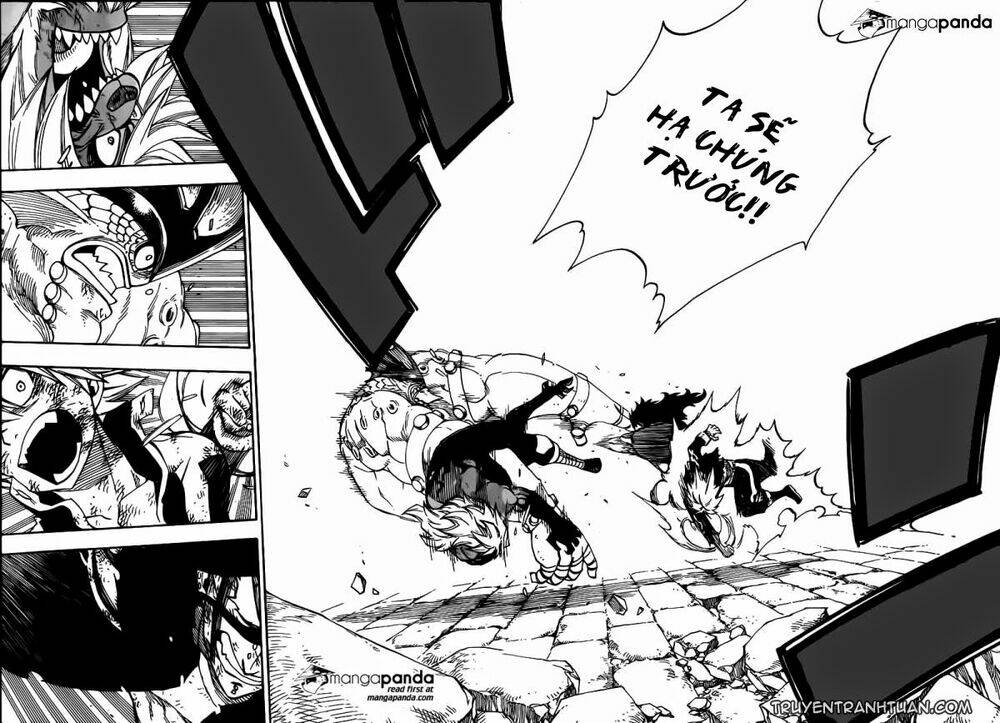 mangapanda
TA SẼ
HẠ CHÚNG
TRƯỚC!!
mangapanda
read first at
mangapanda.com
TRUYENTRANHTUAN.COM